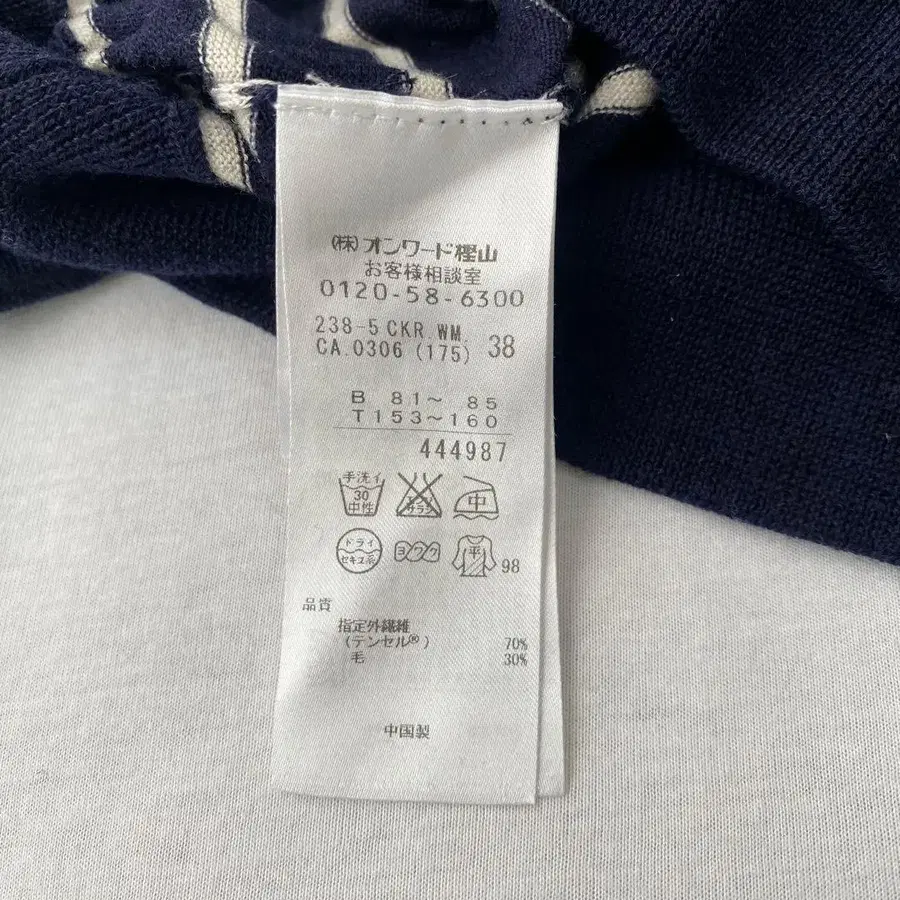 (株)オンワード樫山
お客様相談室
0120-58-6300
238-5 CKR WM.
CA.0306 (175) 38
B 81~ 85
T153~160
444987
手洗イ
30
中性
エンソ
サラシ
中
ドライ
セキユ系
ヨワク
平
98
品質
指定外繊維
(テンセル®)
70%
毛
30%
中国製